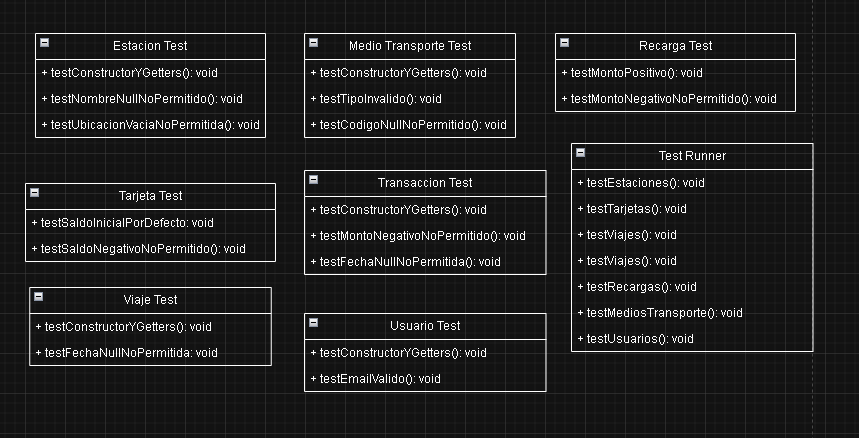 Estacion Test
+ testConstructorYGetters(): void
+ testNombreNullNoPermitido(): void
+ testUbicacionVaciaNoPermitida(): void
Medio Transporte Test
+ testConstructorYGetters(): void
+ testTipoInvalido(): void
+ testCodigoNullNoPermitido(): void
Recarga Test
+ testMontoPositivo(): void
+ testMontoNegativoNoPermitido(): void
Tarjeta Test
+ testSaldoInicialPorDefecto: void
+ testSaldoNegativoNoPermitido(): void
Transaccion Test
+ testConstructorYGetters(): void
+ testMontoNegativoNoPermitido(): void
+ testFechaNullNoPermitida(): void
Test Runner
+ testEstaciones(): void
+ testTarjetas(): void
+ testViajes(): void
+ testViajes(): void
+ testRecargas(): void
+ testMediosTransporte(): void
+ testUsuarios(): void
Viaje Test
+ testConstructorYGetters(): void
+ testFechaNullNoPermitida: void
Usuario Test
+ testConstructorYGetters(): void
+ testEmailValido(): void